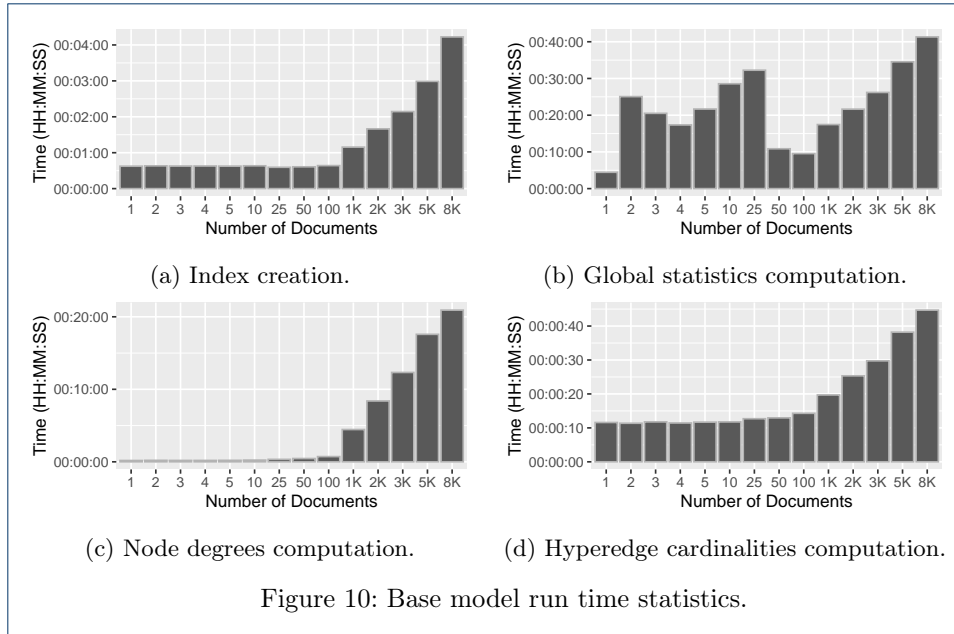 Time (HH:MM:SS)
00:04:00
00:03:00
00:02:00
00:01:00
00:00:00
1 2 3 4 5 10 25 50 100 1K 2K 3K 5K 8K
Number of Documents
(a) Index creation.
Time (HH:MM:SS)
00:40:00
00:30:00
00:20:00
00:10:00
00:00:00
1 2 3 4 5 10 25 50 100 1K 2K 3K 5K 8K
Number of Documents
(b) Global statistics computation.
Time (HH:MM:SS)
00:20:00
00:10:00
00:00:00
1 2 3 4 5 10 25 50 100 1K 2K 3K 5K 8K
Number of Documents
(c) Node degrees computation.
Time (HH:MM:SS)
00:00:40
00:00:30
00:00:20
00:00:10
00:00:00
1 2 3 4 5 10 25 50 100 1K 2K 3K 5K 8K
Number of Documents
(d) Hyperedge cardinalities computation.
Figure 10: Base model run time statistics.